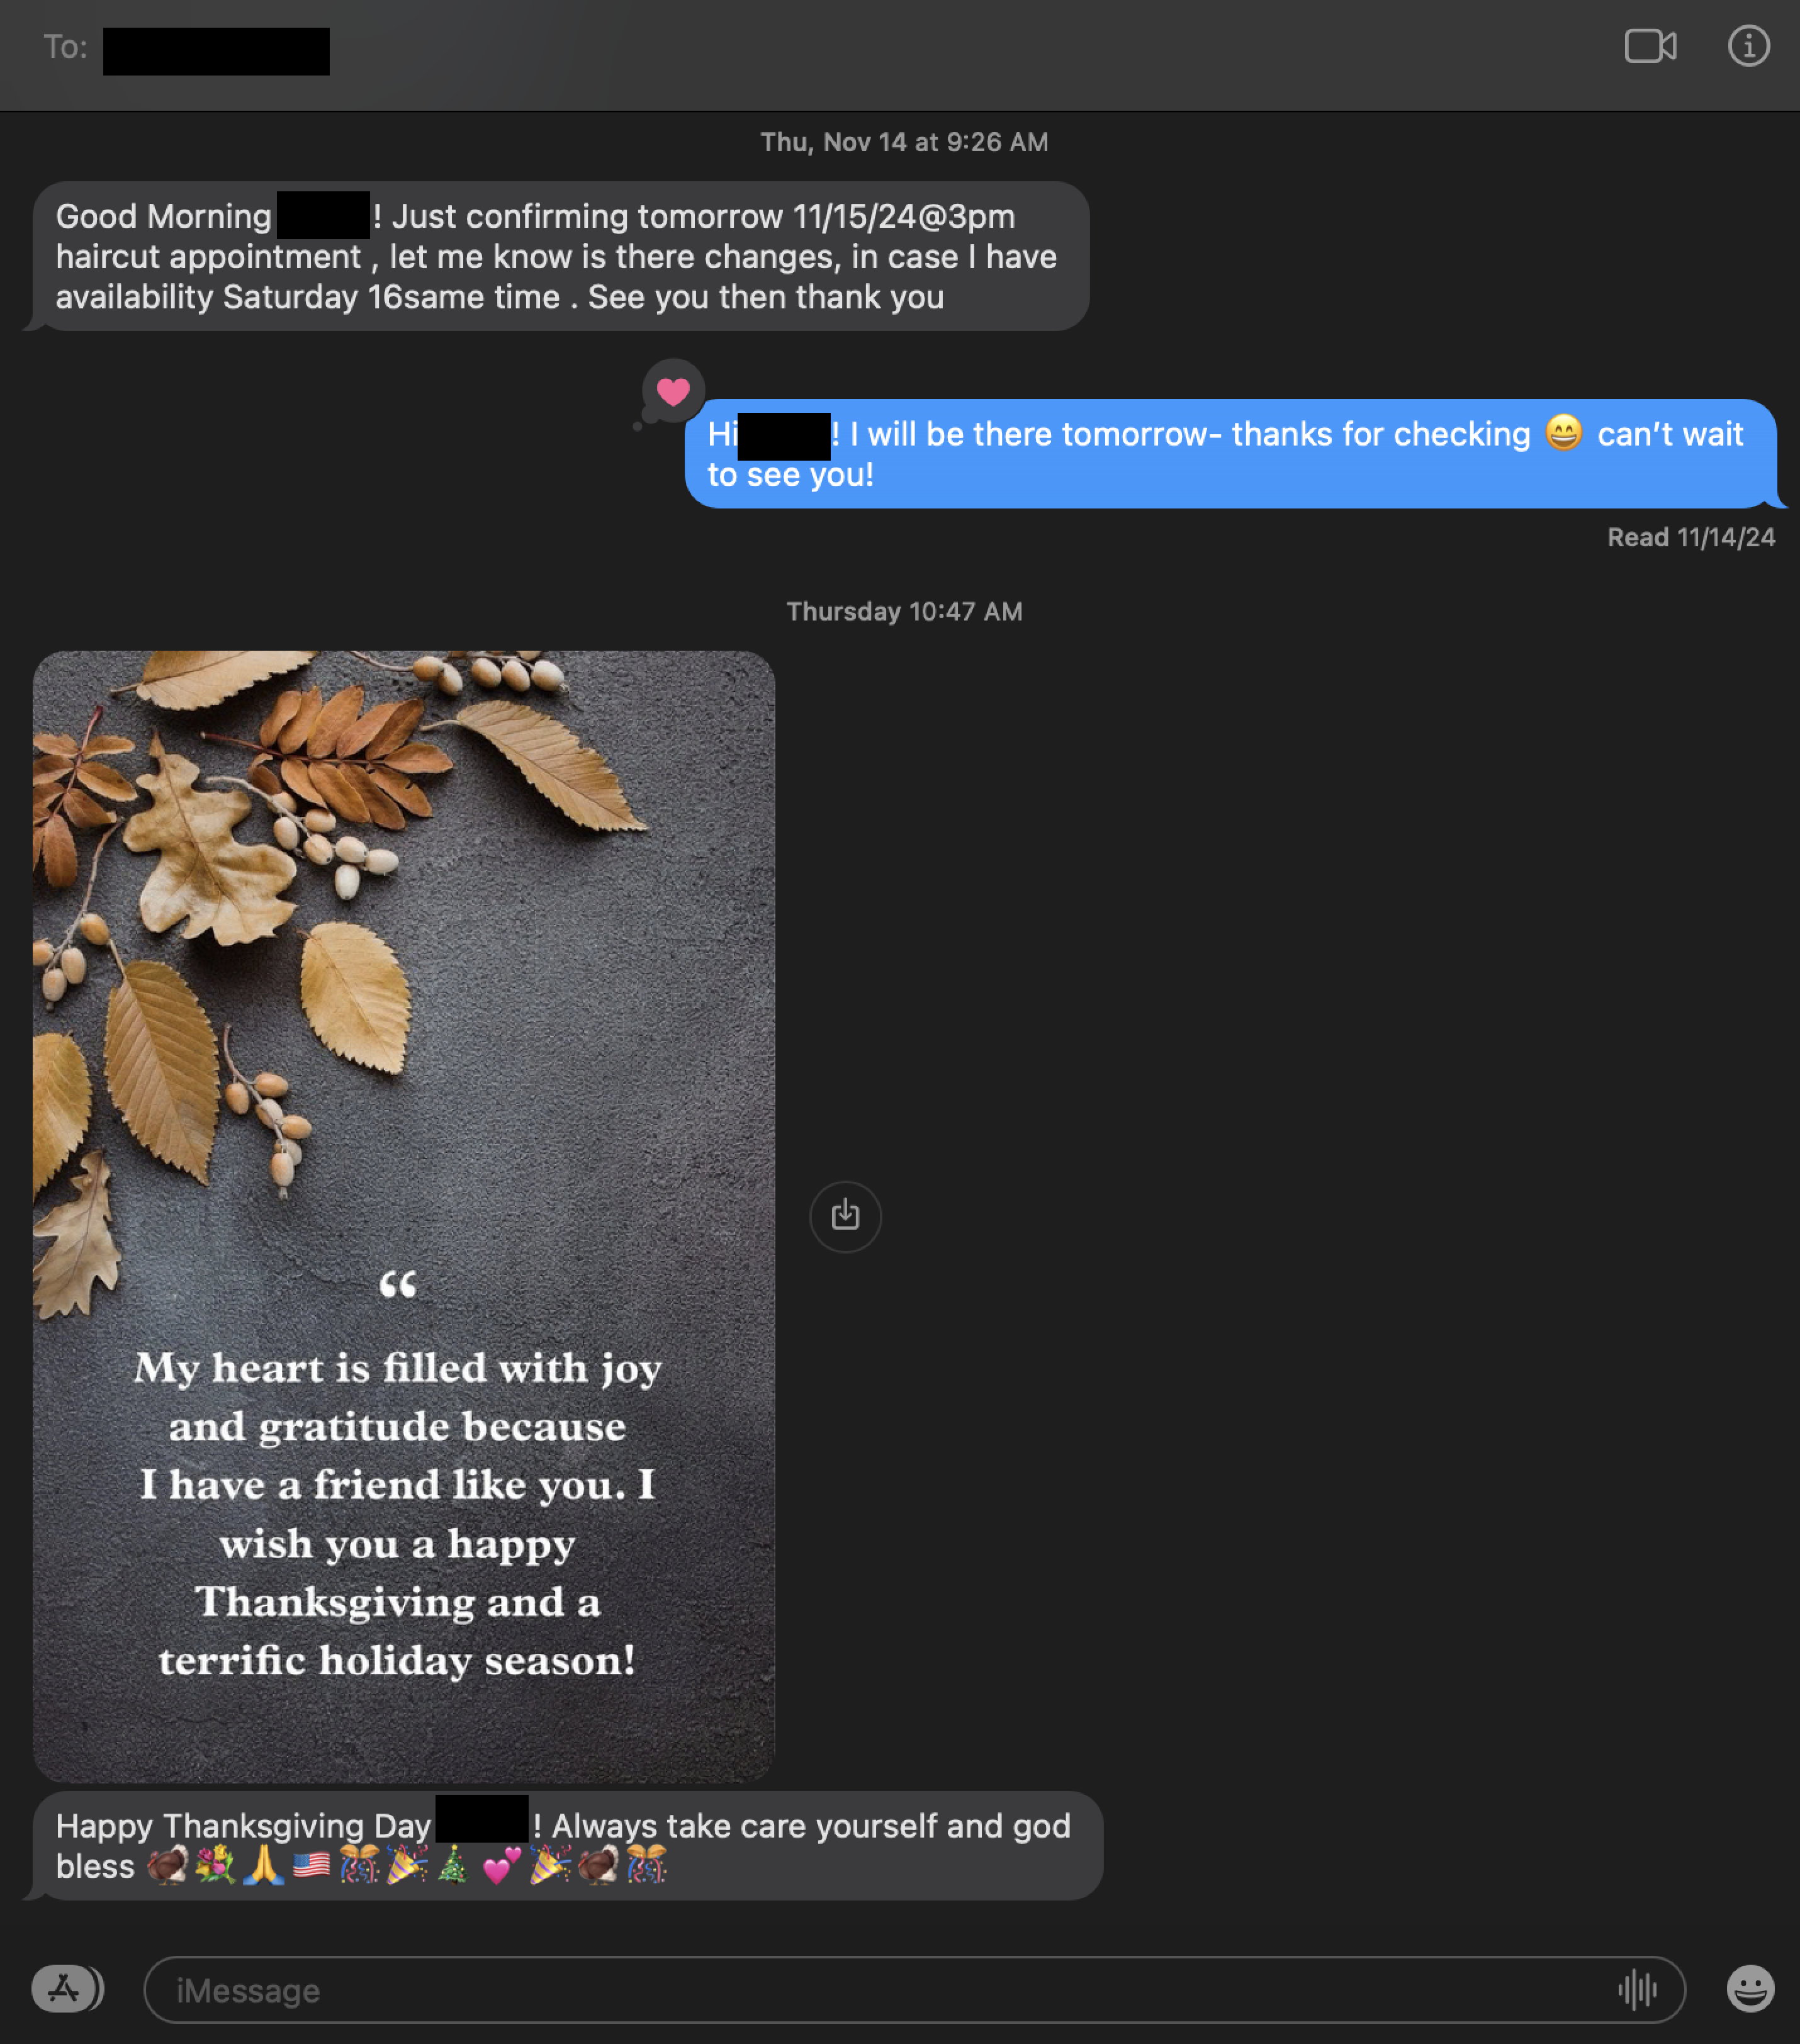 To:
Thu, Nov 14 at 9:26 AM
Good Morning ! Just confirming tomorrow 11/15/24@3pm
haircut appointment , let me know is there changes, in case I have
availability Saturday 16same time . See you then thank you
Hi ! I will be there tomorrow- thanks for checking 😄 can’t wait
to see you!
Read 11/14/24
Thursday 10:47 AM
“
My heart is filled with joy
and gratitude because
I have a friend like you. I
wish you a happy
Thanksgiving and a
terrific holiday season!
Happy Thanksgiving Day ! Always take care yourself and god
bless 🦃💐🙏🇺🇸🎊🎉🎄💕🎉🦃🎊
iMessage